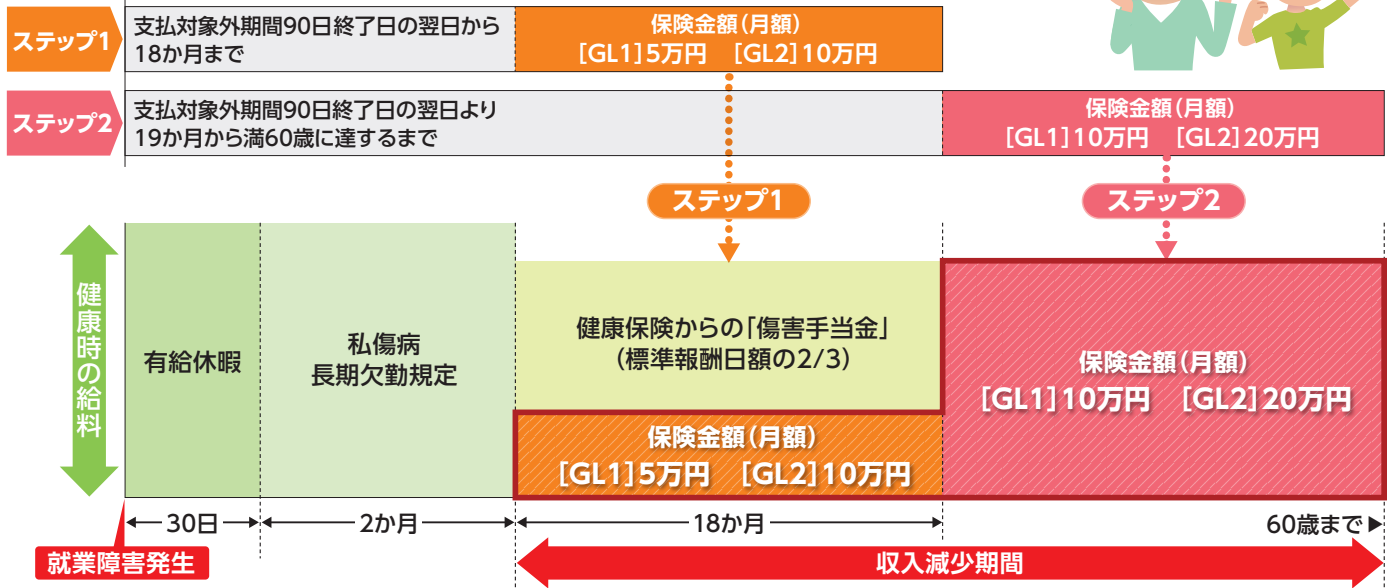 ステップ1
支払対象外期間90日終了日の翌日から
18か月まで
保険金額(月額)
[GL1]5万円 [GL2]10万円
ステップ2
支払対象外期間90日終了日の翌日より
19か月から満60歳に達するまで
保険金額(月額)
[GL1]10万円 [GL2]20万円
ステップ1
ステップ2
健康時の給料
有給休暇
私傷病
長期欠勤規定
健康保険からの「傷害手当金」
(標準報酬日額の2/3)
保険金額(月額)
[GL1]5万円 [GL2]10万円
保険金額(月額)
[GL1]10万円 [GL2]20万円
30日
2か月
18か月
60歳まで▶
就業障害発生
収入減少期間